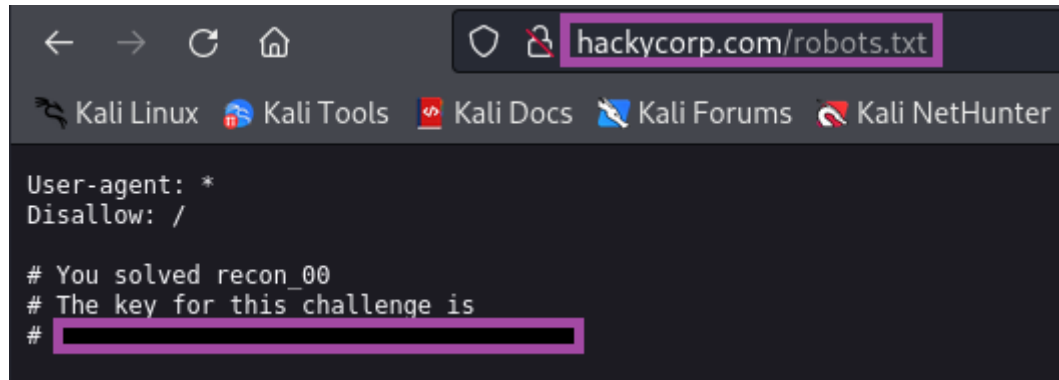 hackycorp.com/robots.txt
Kali Linux Kali Tools Kali Docs Kali Forums Kali NetHunter
User-agent: *
Disallow: /
# You solved recon_00
# The key for this challenge is
#